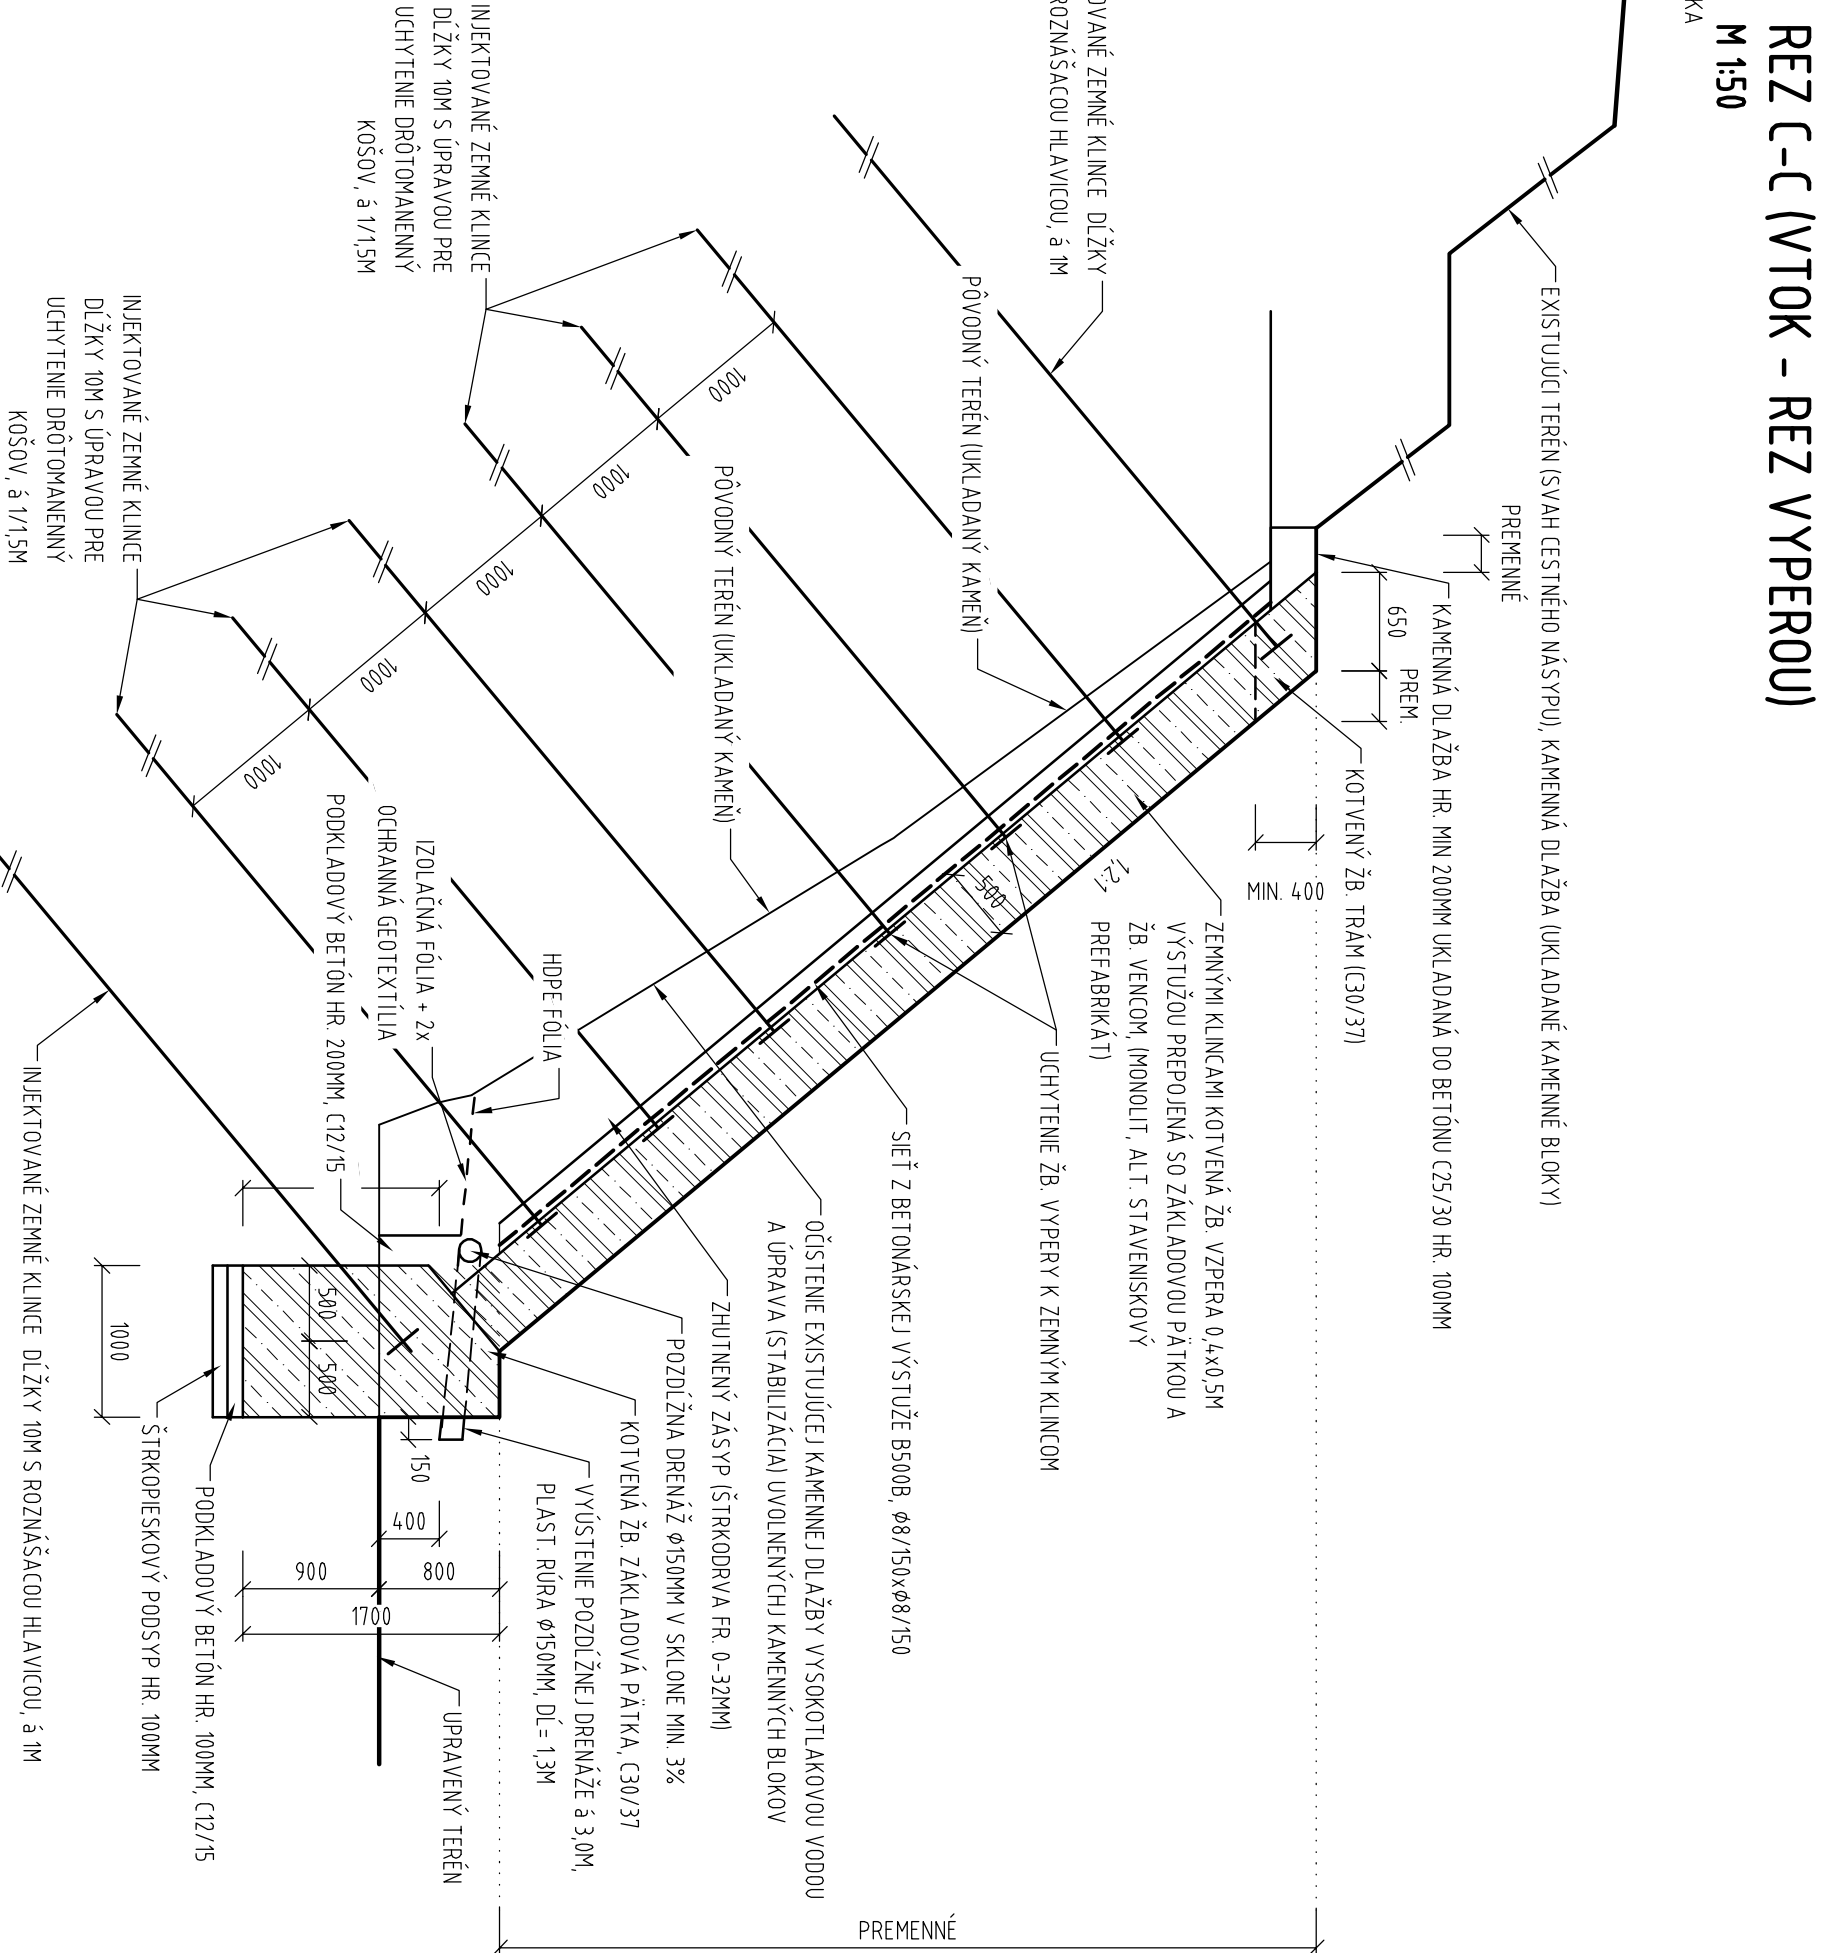 REZ C-C (VTOK - REZ VYPEROU)
M 1:50
KA
EXISTUJÚCI TERÉN (SVAH CESTNÉHO NÁSYPU), KAMENNÁ DLAŽBA (UKLADANÉ KAMENNÉ BLOKY)
PREMENNÉ
KAMENNÁ DLAŽBA HR. MIN 200MM UKLADANÁ DO BETÓNU C25/30 HR. 100MM
650
PREM.
KOTVENÝ ŽB. TRÁM (C30/37)
MIN. 400
OVANÉ ZEMNÉ KLINCE DĹŽKY
ROZNÁŠACOU HLAVICOU, á 1M
PÔVODNÝ TERÉN (UKLADANÝ KAMEŇ)
ZEMNÝMI KLINCAMI KOTVENÁ ŽB. VZPERA 0,4x0,5M
VÝSTUŽOU PREPOJENÁ SO ZÁKLADOVOU PÄTKOU A
ŽB. VENCOM, (MONOLIT, ALT. STAVENISKOVÝ
PREFABRIKÁT)
1,2:1
500
UCHYTENIE ŽB. VYPERY K ZEMNÝM KLINCOM
SIEŤ Z BETONÁRSKEJ VÝSTUŽE B500B, ϕ8/150xϕ8/150
OČISTENIE EXISTUJÚCEJ KAMENNEJ DLAŽBY VYSOKOTLAKOVOU VODOU
A ÚPRAVA (STABILIZÁCIA) UVOLNENÝCHJ KAMENNÝCH BLOKOV
PÔVODNÝ TERÉN (UKLADANÝ KAMEŇ)
ZHUTNENÝ ZÁSYP (ŠTRKODRVA FR. 0-32MM)
POZDĹŽNA DRENÁŽ ϕ150MM V SKLONE MIN. 3%
KOTVENÁ ŽB. ZÁKLADOVÁ PÄTKA, C30/37
VYÚSTENIE POZDĹŽNEJ DRENÁŽE á 3,0M,
PLAST. RÚRA ϕ150MM, DĹ= 1,3M
INJEKTOVANÉ ZEMNÉ KLINCE
DĹŽKY 10M S ÚPRAVOU PRE
UCHYTENIE DRÔTOMANENNÝ
KOŠOV, á 1/1,5M
1000
1000
1000
1000
1000
HDPE FÓLIA
IZOLAČNÁ FÓLIA + 2x
OCHRANNÁ GEOTEXTÍLIA
PODKLADOVÝ BETÓN HR. 200MM, C12/15
UPRAVENÝ TERÉN
INJEKTOVANÉ ZEMNÉ KLINCE
DĹŽKY 10M S ÚPRAVOU PRE
UCHYTENIE DRÔTOMANENNÝ
KOŠOV, á 1/1,5M
500
500
1000
150
400
900
800
1700
PREMENNÉ
PODKLADOVÝ BETÓN HR. 100MM, C12/15
ŠTRKOPIESKOVÝ PODSYP HR. 100MM
INJEKTOVANÉ ZEMNÉ KLINCE DĹŽKY 10M S ROZNÁŠACOU HLAVICOU, á 1M